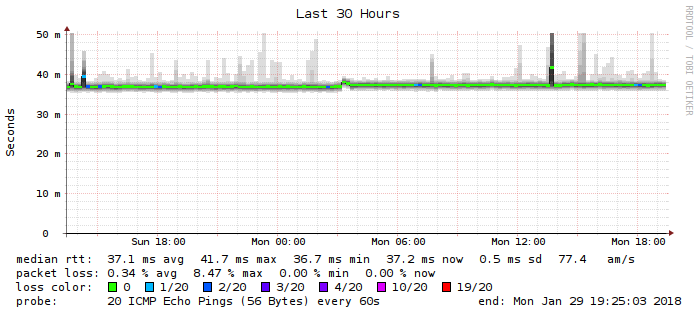 Last 30 Hours
RRDTOOL / TOBI OETIKER
Seconds
50 m
40 m
30 m
20 m
10 m
0
Sun 18:00 Mon 00:00 Mon 06:00 Mon 12:00 Mon 18:00
median rtt: 37.1 ms avg 41.7 ms max 36.7 ms min 37.2 ms now 0.5 ms sd 77.4 am/s
packet loss: 0.34 % avg 8.47 % max 0.00 % min 0.00 % now
loss color: 0 1/20 2/20 3/20 4/20 10/20 19/20
probe: 20 ICMP Echo Pings (56 Bytes) every 60s end: Mon Jan 29 19:25:03 2018